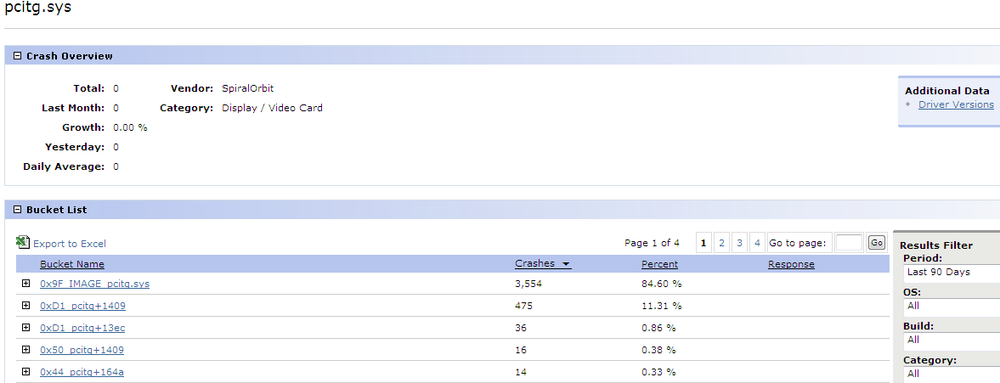 pcitg.sys
Crash Overview
Total: 0 Vendor: SpiralOrbit
Last Month: 0 Category: Display / Video Card
Growth: 0.00 %
Yesterday: 0
Daily Average: 0
Additional Data
Driver Versions
Bucket List
Export to Excel Page 1 of 4 1 2 3 4 Go to page: Go
Bucket Name Crashes Percent Response
0x9F_IMAGE_pcitg.sys 3,554 84.60 %
0xD1_pcitg+1409 475 11.31 %
0xD1_pcitg+13ec 36 0.86 %
0x50_pcitg+1409 16 0.38 %
0x44_pcitg+164a 14 0.33 %
Results Filter
Period:
Last 90 Days
OS:
All
Build:
All
Category:
All